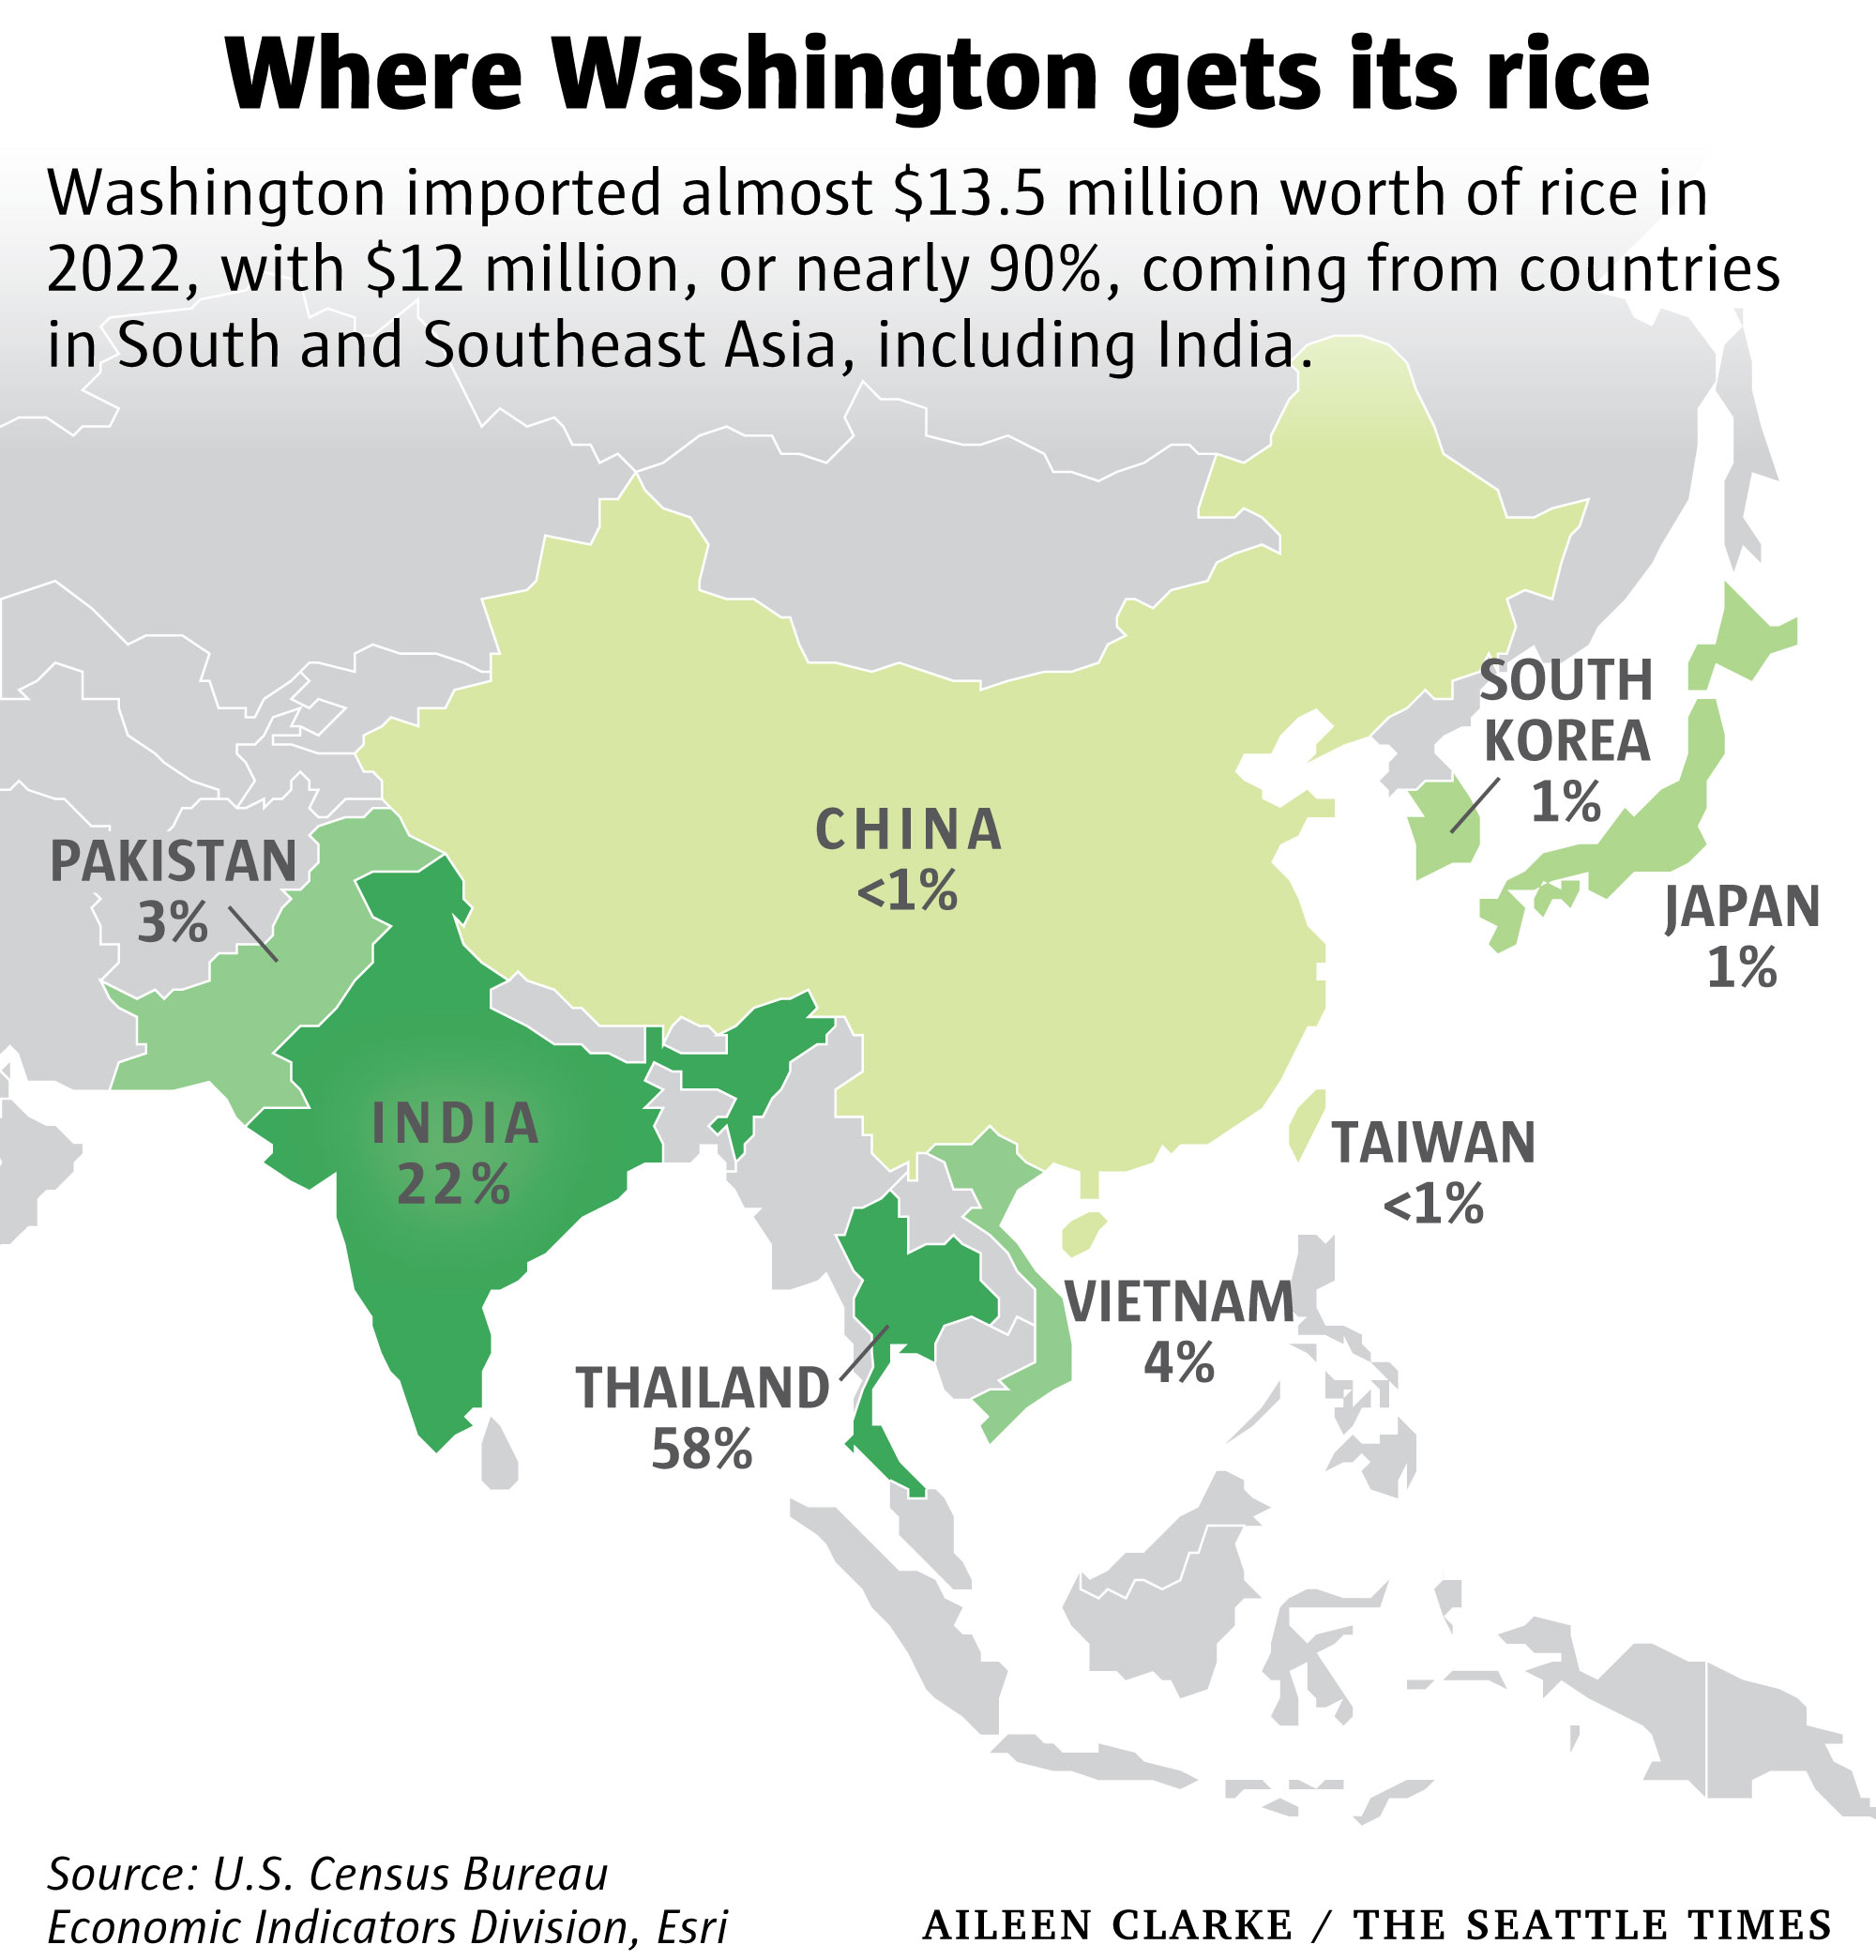 Where Washington gets its rice
Washington imported almost $13.5 million worth of rice in
2022, with $12 million, or nearly 90%, coming from countries
in South and Southeast Asia, including India.
SOUTH
KOREA
1%
CHINA
<1%
PAKISTAN
3%
JAPAN
1%
INDIA
22%
TAIWAN
<1%
VIETNAM
4%
THAILAND
58%
Source: U.S. Census Bureau
Economic Indicators Division, Esri
AILEEN CLARKE / THE SEATTLE TIMES